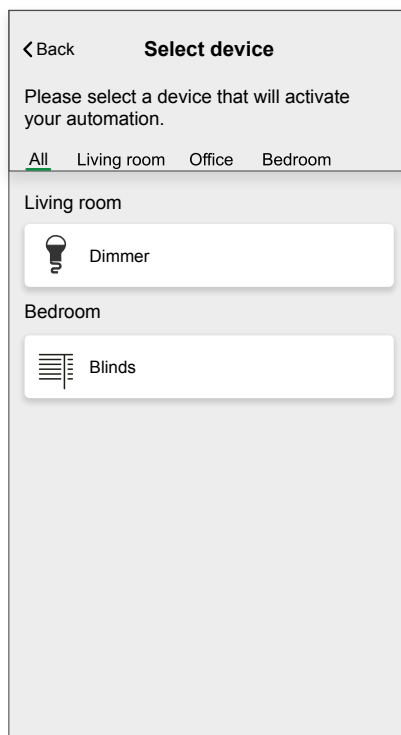 Back Select device
Please select a device that will activate
your automation.
All Living room Office Bedroom
Living room
Dimmer
Bedroom
Blinds